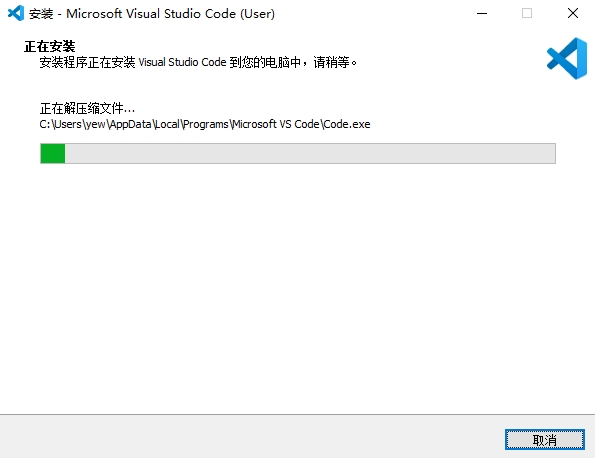 安装 - Microsoft Visual Studio Code (User)
正在安装
安装程序正在安装 Visual Studio Code 到您的电脑中，请稍等。
正在解压缩文件...
C:\Users\yew\AppData\Local\Programs\Microsoft VS Code\Code.exe
取消